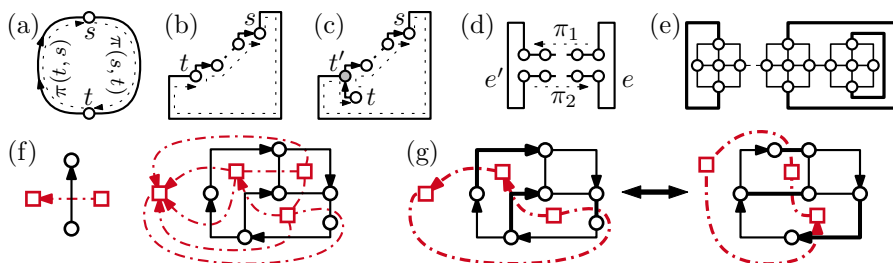 (a)
s
π(t, s)
π(s, t)
t
(b)
s
t
(c)
s
t′
t
(d)
π₁
e′
e
π₂
(e)
(f)
(g)